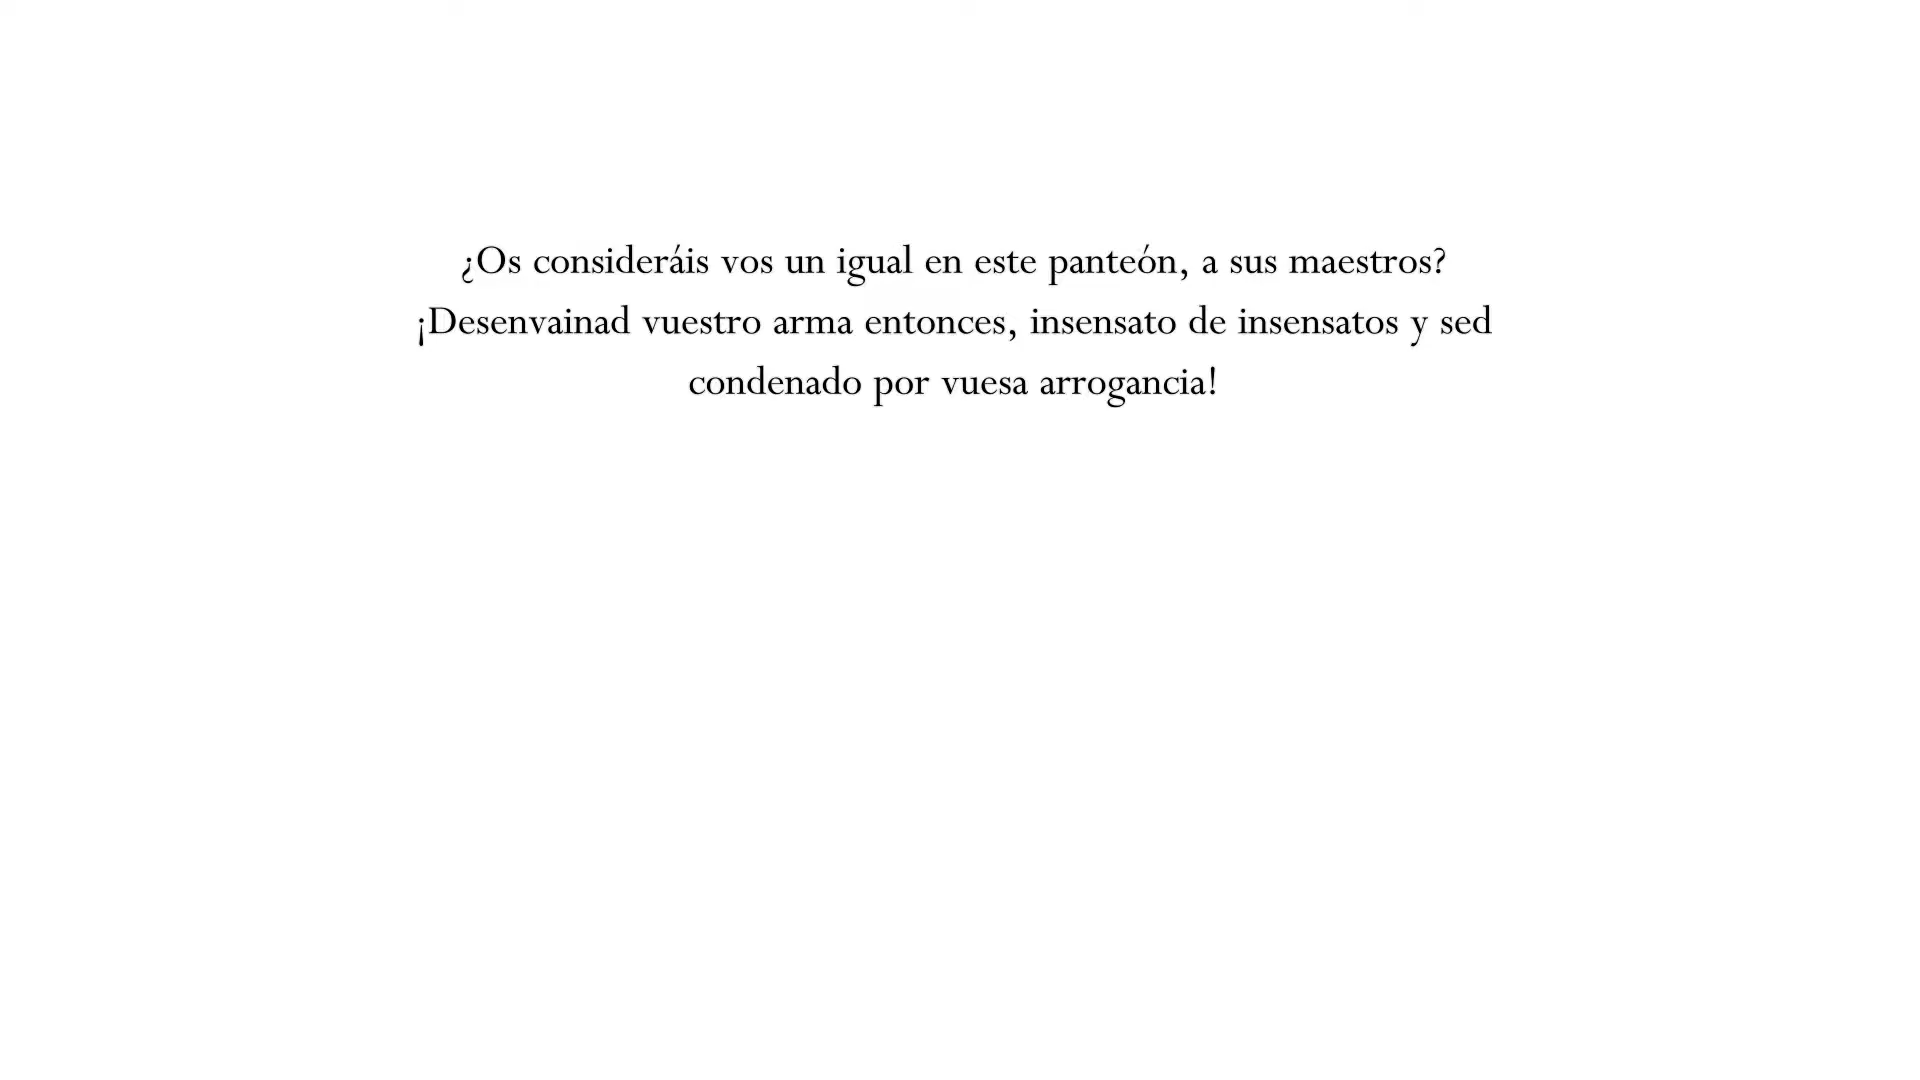 ¿Os consideráis vos un igual en este panteón, a sus maestros?
¡Desenvainad vuestro arma entonces, insensato de insensatos y sed
condenado por vuesa arrogancia!